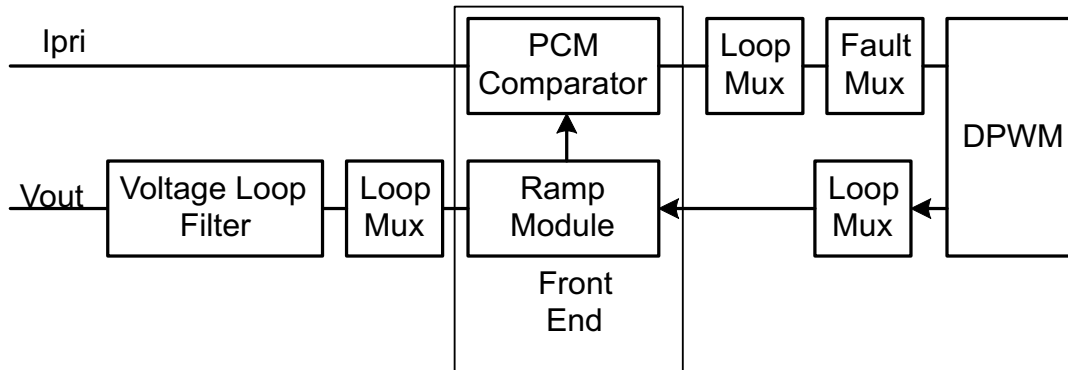 Ipri
PCM
Comparator
Loop
Mux
Fault
Mux
DPWM
Vout
Voltage Loop
Filter
Loop
Mux
Ramp
Module
Loop
Mux
Front
End